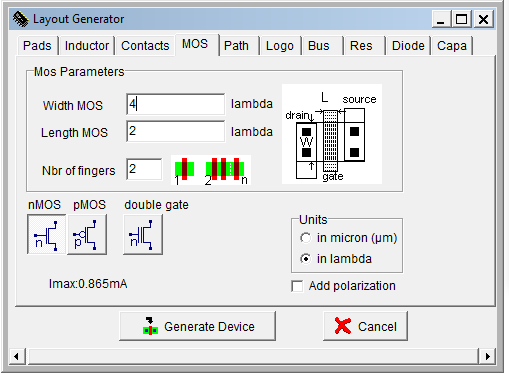 Layout Generator
Pads Inductor Contacts MOS Path Logo Bus Res Diode Capa
Mos Parameters
Width MOS 4 lambda
Length MOS 2 lambda
Nbr of fingers 2
1 2 n
L
drain source
W
gate
nMOS pMOS double gate
n p n
Units
in micron (µm)
in lambda
Add polarization
Imax:0.865mA
Generate Device Cancel